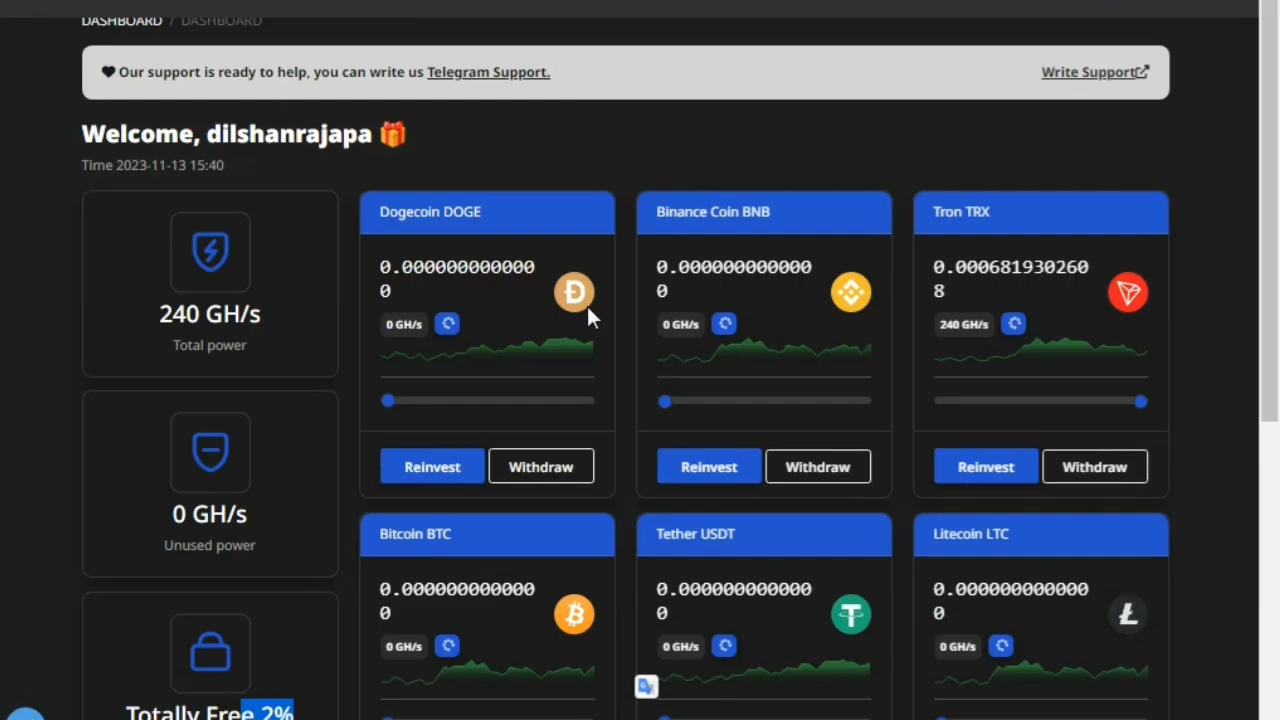 DASHBOARD / DASHBOARD
Our support is ready to help, you can write us Telegram Support.
Write Support
Welcome, dilshanrajapa
Time 2023-11-13 15:40
240 GH/s
Total power
0 GH/s
Unused power
Totally Free 2%
Dogecoin DOGE
0.000000000000
0
0 GH/s
Reinvest
Withdraw
Binance Coin BNB
0.000000000000
0
0 GH/s
Reinvest
Withdraw
Tron TRX
0.000681930260
8
240 GH/s
Reinvest
Withdraw
Bitcoin BTC
0.000000000000
0
0 GH/s
Tether USDT
0.000000000000
0
0 GH/s
Litecoin LTC
0.000000000000
0
0 GH/s